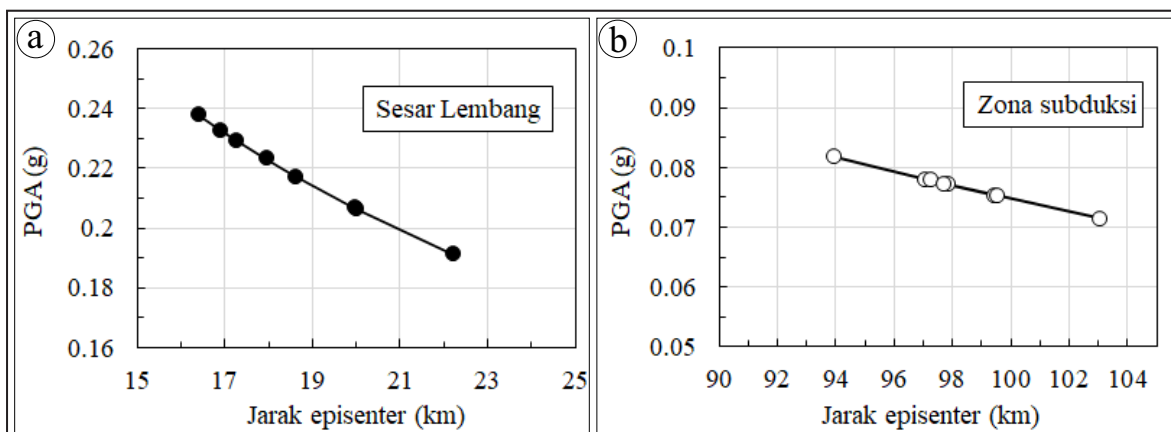 a
0.26
0.24
0.22
0.2
0.18
0.16
PGA (g)
Sesar Lembang
15 17 19 21 23 25
Jarak episenter (km)
b
0.1
0.09
0.08
0.07
0.06
0.05
PGA (g)
Zona subduksi
90 92 94 96 98 100 102 104
Jarak episenter (km)